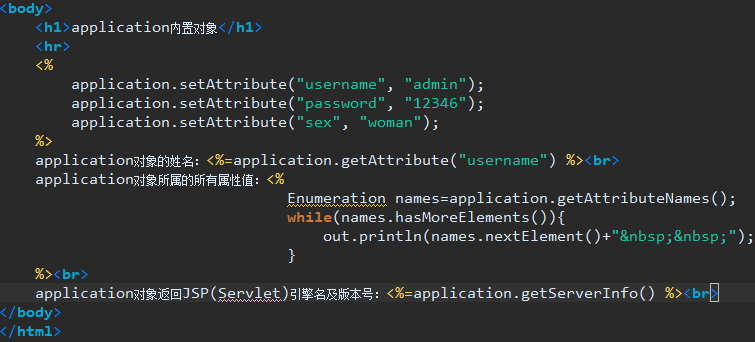 <body>
<h1>application内置对象</h1>
<hr>
<%
application.setAttribute("username", "admin");
application.setAttribute("password", "12346");
application.setAttribute("sex", "woman");
%>
application对象的姓名：<%=application.getAttribute("username") %><br>
application对象所属的所有属性值：<%
Enumeration names=application.getAttributeNames();
while(names.hasMoreElements()){
out.println(names.nextElement()+"&nbsp;&nbsp;");
}
%><br>
application对象返回JSP(Servlet)引擎名及版本号：<%=application.getServerInfo() %><br>
</body>
</html>